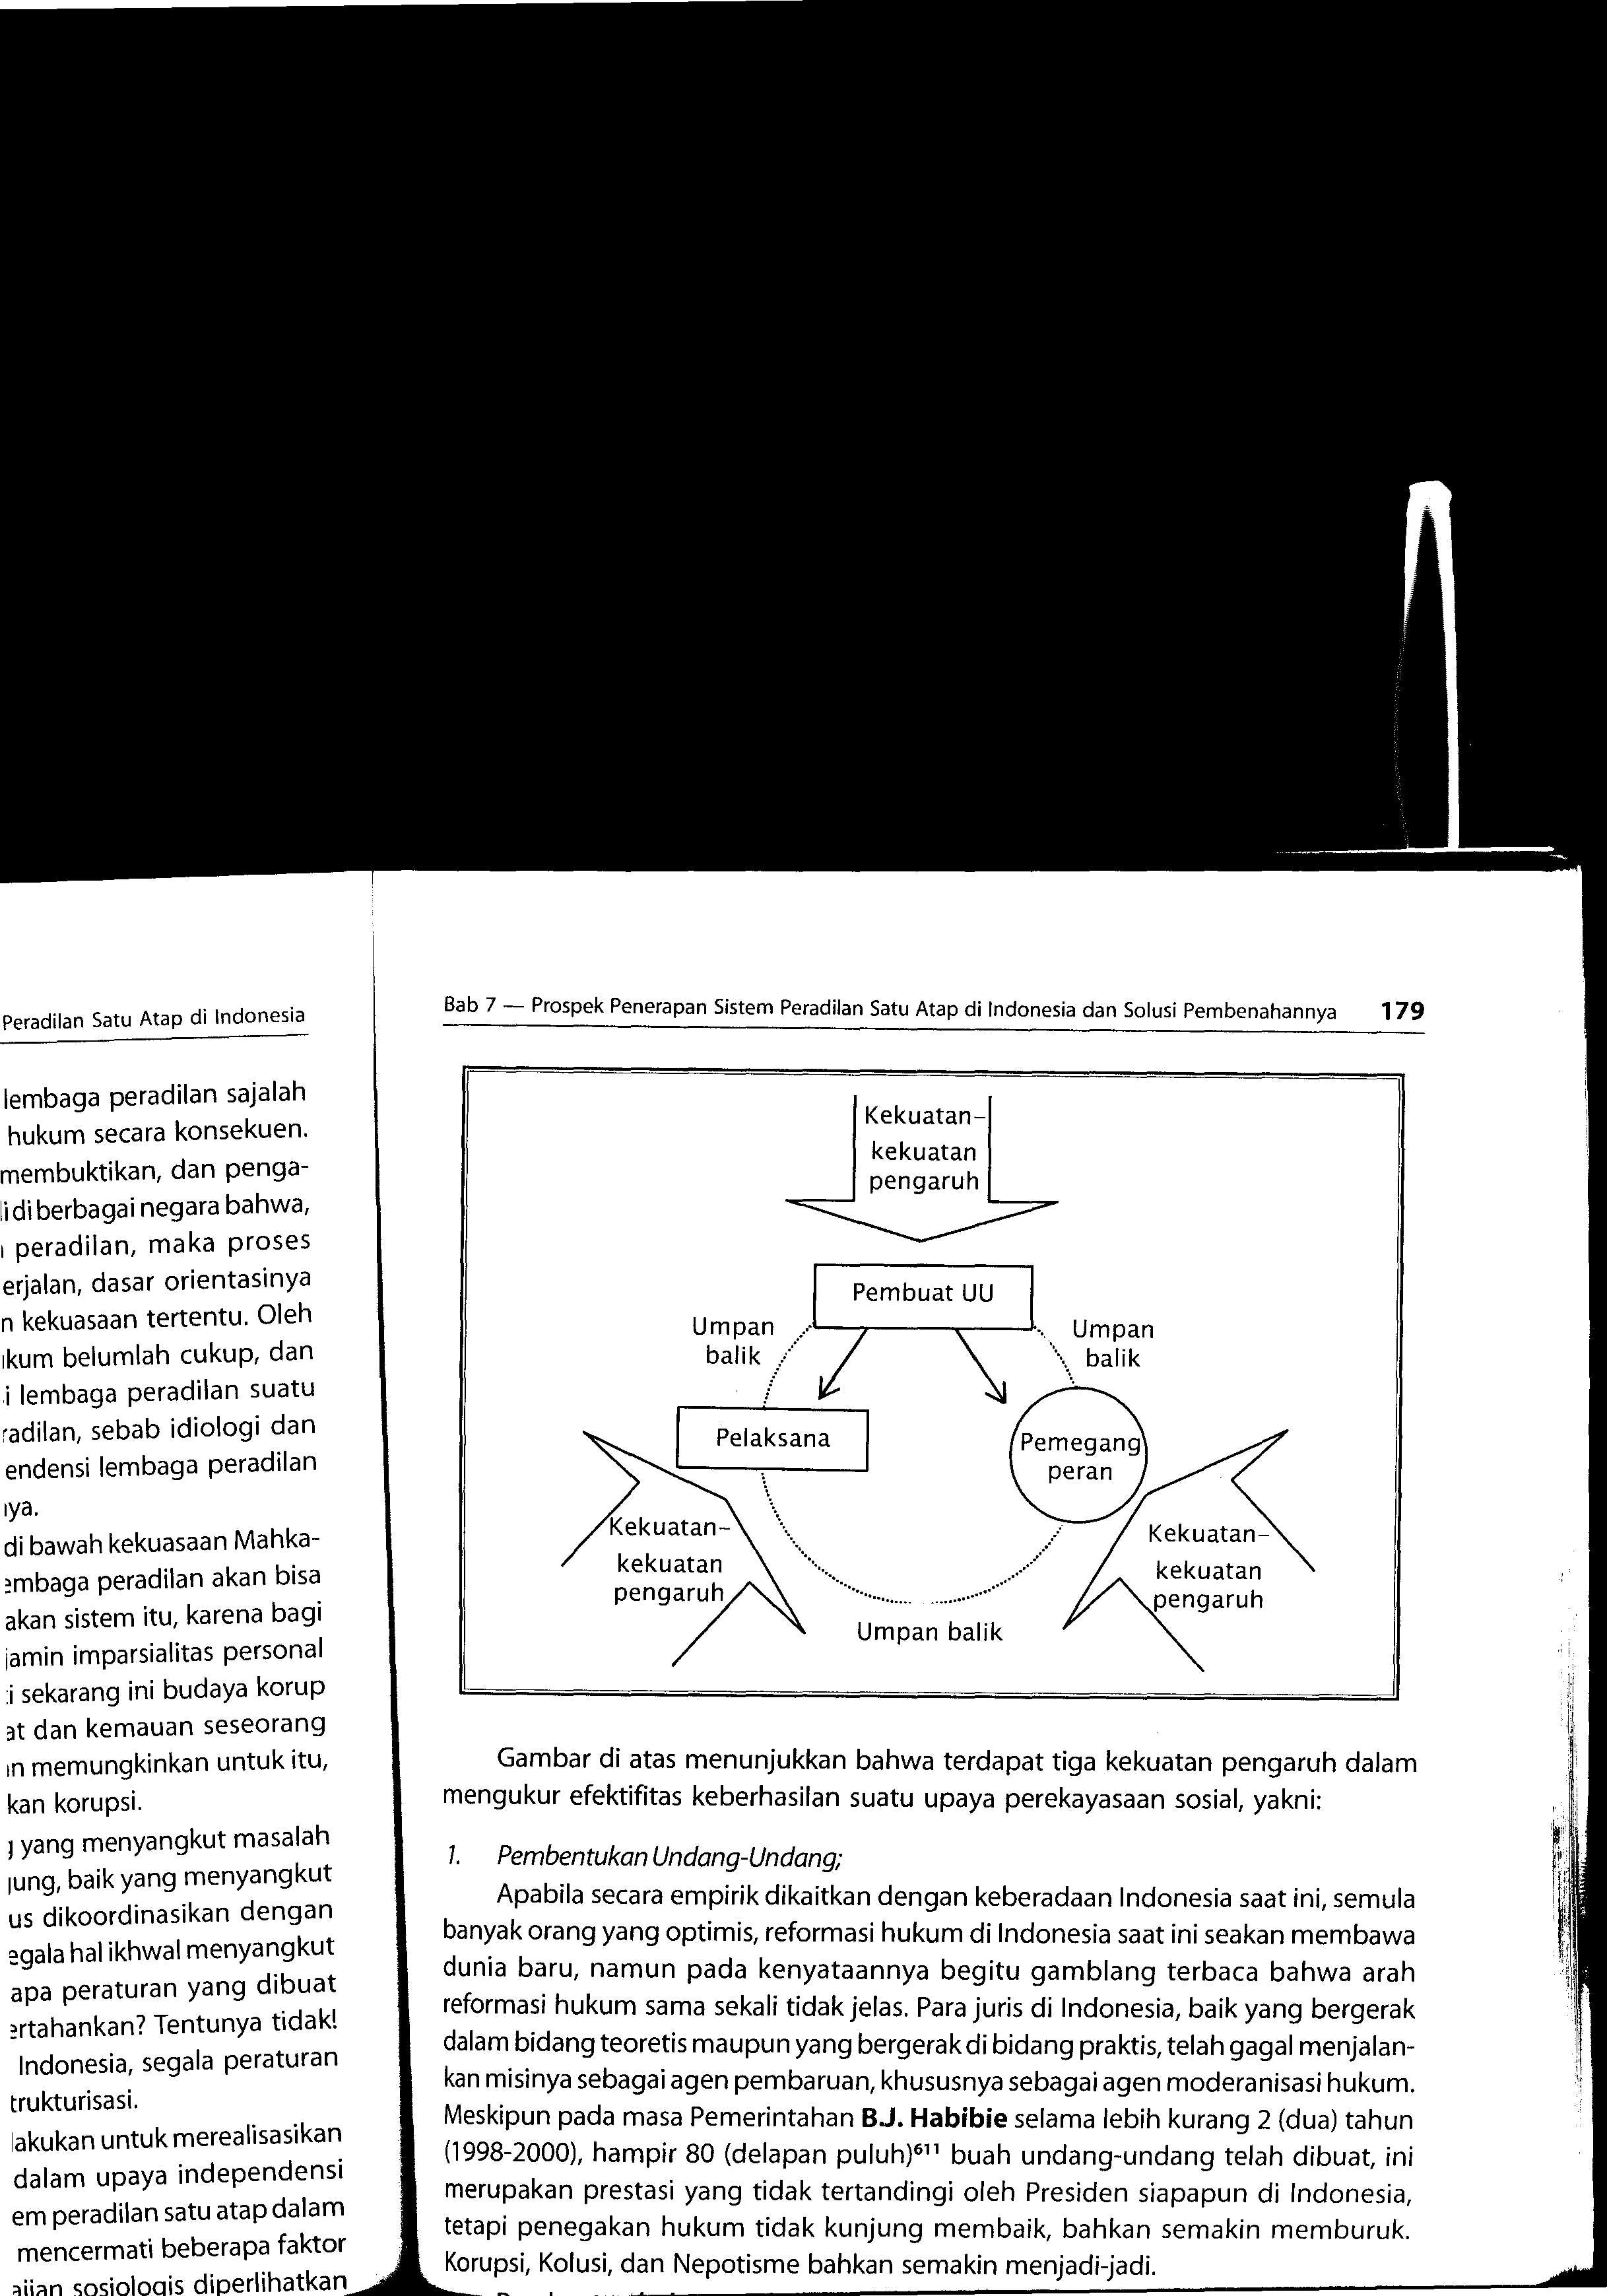 Peradilan Satu Atap di Indonesia
lembaga peradilan sajalah
hukum secara konsekuen.
membuktikan, dan penga-
di berbagai negara bahwa,
peradilan, maka proses
erjalan, dasar orientasinya
n kekuasaan tertentu. Oleh
kum belumlah cukup, dan
i lembaga peradilan suatu
radilan, sebab idiologi dan
endensi lembaga peradilan
nya.
di bawah kekuasaan Mahka-
embaga peradilan akan bisa
akan sistem itu, karena bagi
jamin imparsialitas personal
i sekarang ini budaya korup
at dan kemauan seseorang
n memungkinkan untuk itu,
kan korupsi.
g yang menyangkut masalah
ung, baik yang menyangkut
us dikoordinasikan dengan
egala hal ikhwal menyangkut
apa peraturan yang dibuat
ertahankan? Tentunya tidak!
Indonesia, segala peraturan
trukturisasi.
lakukan untuk merealisasikan
dalam upaya independensi
em peradilan satu atap dalam
mencermati beberapa faktor
ajian sosiologis diperlihatkan
Bab 7 — Prospek Penerapan Sistem Peradilan Satu Atap di Indonesia dan Solusi Pembenahannya 179
Kekuatan-
kekuatan
pengaruh
Pembuat UU
Umpan
balik
Umpan
balik
Pelaksana
Pemegang
peran
Kekuatan-
kekuatan
pengaruh
Kekuatan-
kekuatan
pengaruh
Umpan balik
Gambar di atas menunjukkan bahwa terdapat tiga kekuatan pengaruh dalam
mengukur efektifitas keberhasilan suatu upaya perekayasaan sosial, yakni:
1. Pembentukan Undang-Undang;
Apabila secara empirik dikaitkan dengan keberadaan Indonesia saat ini, semula
banyak orang yang optimis, reformasi hukum di Indonesia saat ini seakan membawa
dunia baru, namun pada kenyataannya begitu gamblang terbaca bahwa arah
reformasi hukum sama sekali tidak jelas. Para juris di Indonesia, baik yang bergerak
dalam bidang teoretis maupun yang bergerak di bidang praktis, telah gagal menjalan-
kan misinya sebagai agen pembaruan, khususnya sebagai agen moderanisasi hukum.
Meskipun pada masa Pemerintahan B.J. Habibie selama lebih kurang 2 (dua) tahun
(1998-2000), hampir 80 (delapan puluh)⁶¹¹ buah undang-undang telah dibuat, ini
merupakan prestasi yang tidak tertandingi oleh Presiden siapapun di Indonesia,
tetapi penegakan hukum tidak kunjung membaik, bahkan semakin memburuk.
Korupsi, Kolusi, dan Nepotisme bahkan semakin menjadi-jadi.